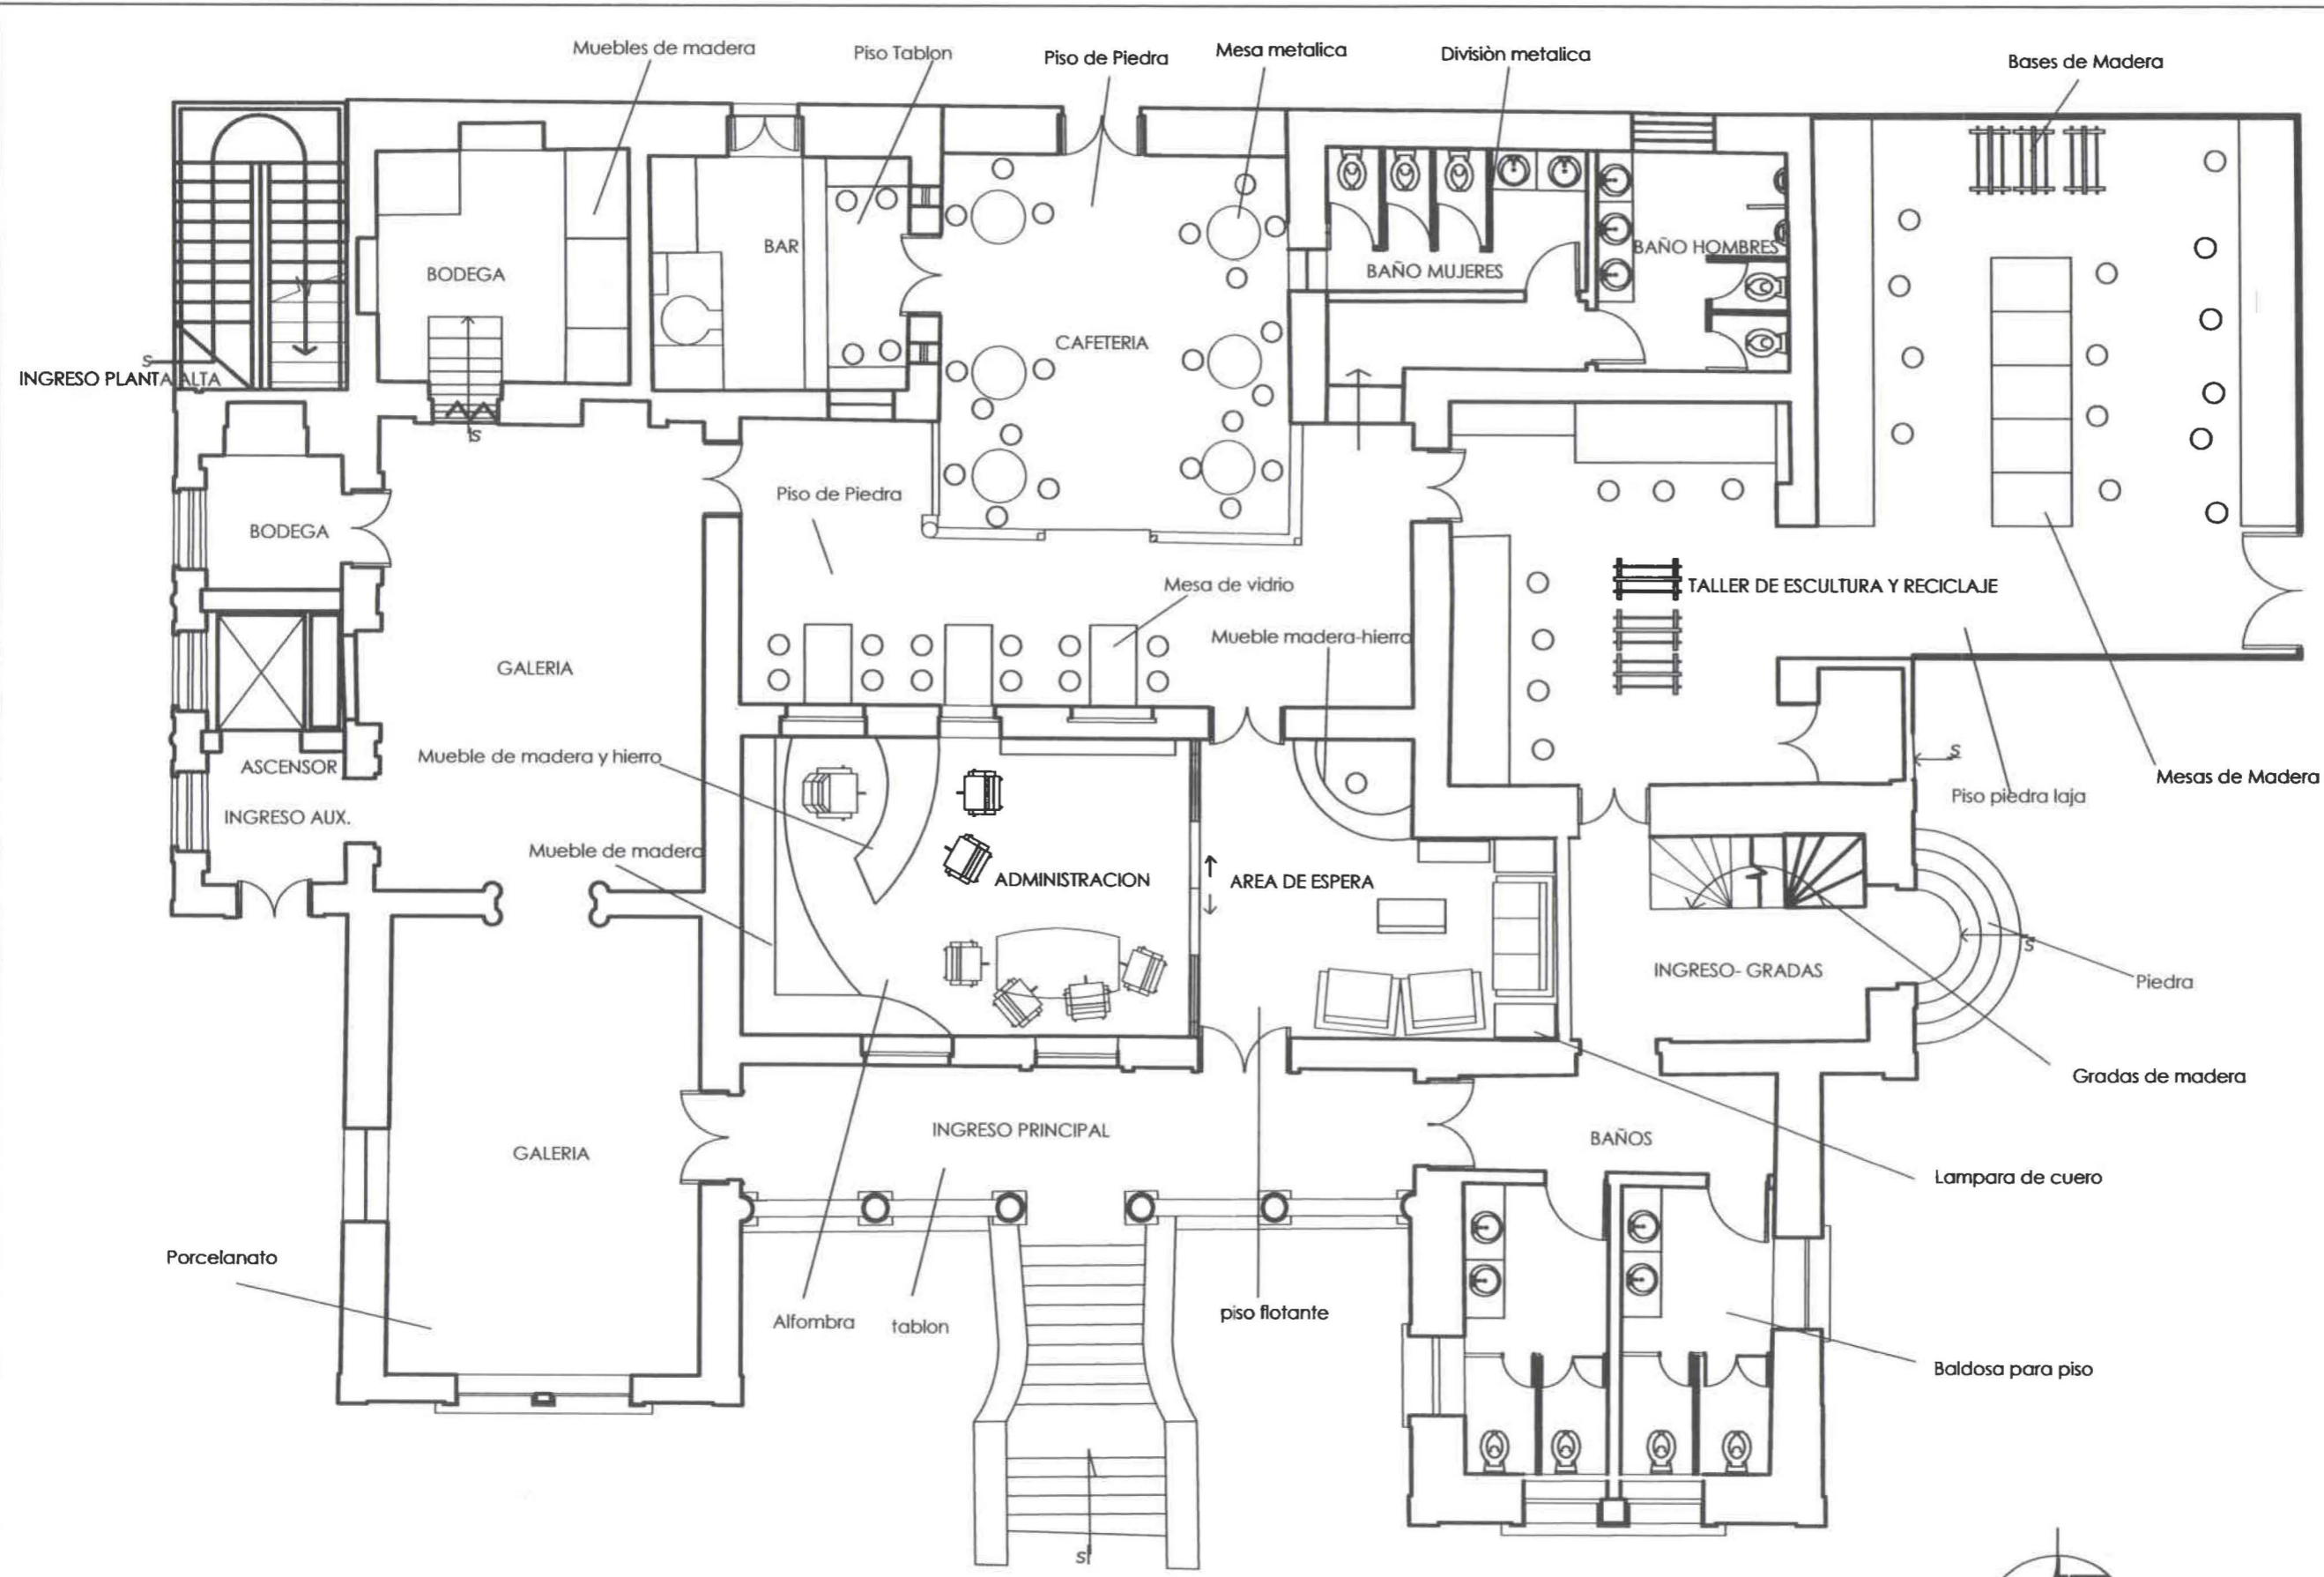 Muebles de madera
Piso Tablon
Piso de Piedra
Mesa metalica
Divisiòn metalica
Bases de Madera
BODEGA
BAR
CAFETERIA
BAÑO MUJERES
BAÑO HOMBRES
S
INGRESO PLANTA ALTA
S
BODEGA
Piso de Piedra
Mesa de vidrio
TALLER DE ESCULTURA Y RECICLAJE
Mueble madera-hierro
GALERIA
Mueble de madera y hierro
ASCENSOR
INGRESO AUX.
S
Mesas de Madera
Piso piedra laja
Mueble de madera
ADMINISTRACION
AREA DE ESPERA
S
INGRESO- GRADAS
Piedra
Gradas de madera
INGRESO PRINCIPAL
BAÑOS
GALERIA
Lampara de cuero
Porcelanato
Alfombra
tablon
piso flotante
Baldosa para piso
S